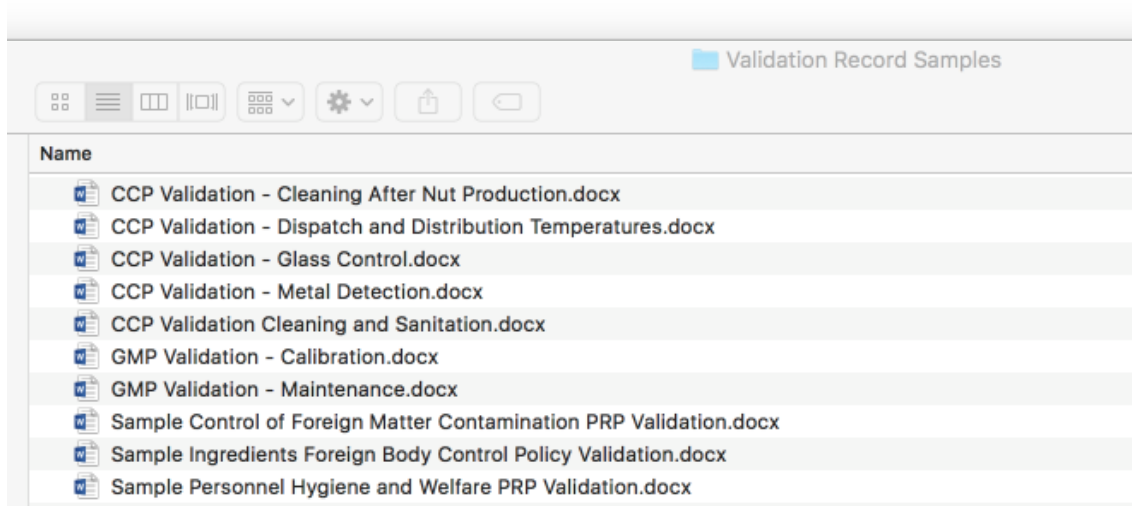 Validation Record Samples
Name
CCP Validation - Cleaning After Nut Production.docx
CCP Validation - Dispatch and Distribution Temperatures.docx
CCP Validation - Glass Control.docx
CCP Validation - Metal Detection.docx
CCP Validation Cleaning and Sanitation.docx
GMP Validation - Calibration.docx
GMP Validation - Maintenance.docx
Sample Control of Foreign Matter Contamination PRP Validation.docx
Sample Ingredients Foreign Body Control Policy Validation.docx
Sample Personnel Hygiene and Welfare PRP Validation.docx